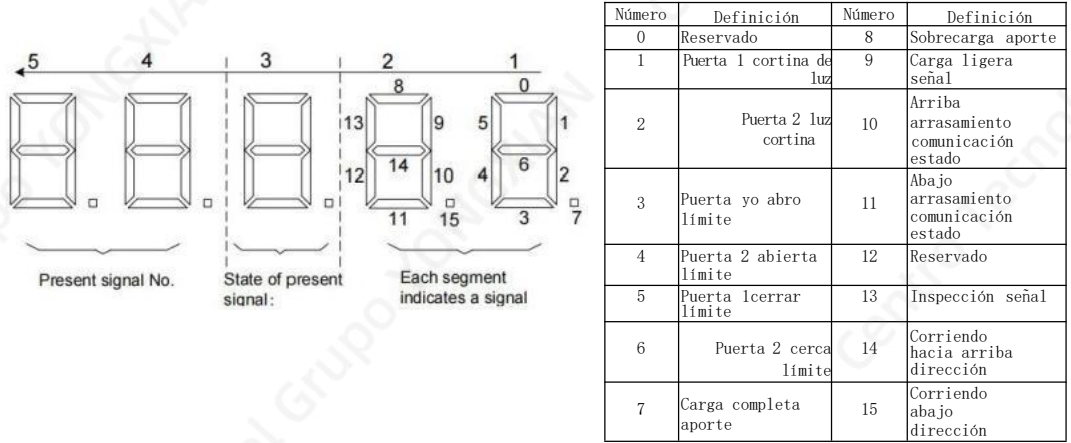 5 4 3 2 1
8 0
13 9 5 1
14 6
12 10 4 2
11 15 3 7
Present signal No.
State of present
signal:
Each segment
indicates a signal
Número Definición Número Definición
0 Reservado 8 Sobrecarga aporte
1 Puerta 1 cortina de
luz
9 Carga ligera
señal
2 Puerta 2 luz
cortina
10 Arriba
arrasamiento
comunicación
estado
3 Puerta yo abro
límite
11 Abajo
arrasamiento
comunicación
estado
4 Puerta 2 abierta
límite
12 Reservado
5 Puerta 1cerrar
límite
13 Inspección señal
6 Puerta 2 cerca
límite
14 Corriendo
hacia arriba
dirección
7 Carga completa
aporte
15 Corriendo
abajo
dirección